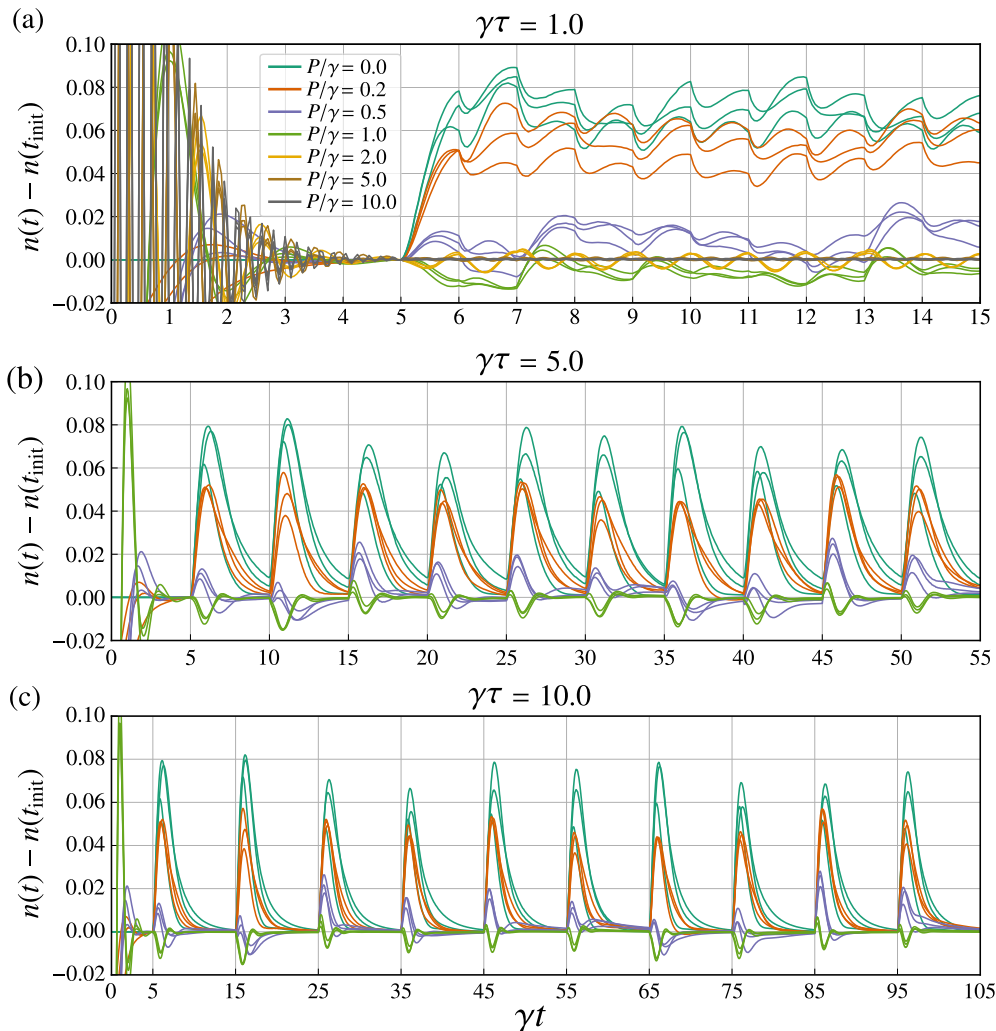 (a)
γτ = 1.0
n(t) − n(t_init)
0.10
0.08
0.06
0.04
0.02
0.00
−0.02
P/γ = 0.0
P/γ = 0.2
P/γ = 0.5
P/γ = 1.0
P/γ = 2.0
P/γ = 5.0
P/γ = 10.0
0 1 2 3 4 5 6 7 8 9 10 11 12 13 14 15
(b)
γτ = 5.0
n(t) − n(t_init)
0.10
0.08
0.06
0.04
0.02
0.00
−0.02
0 5 10 15 20 25 30 35 40 45 50 55
(c)
γτ = 10.0
n(t) − n(t_init)
0.10
0.08
0.06
0.04
0.02
0.00
−0.02
0 5 15 25 35 45 55 65 75 85 95 105
γt